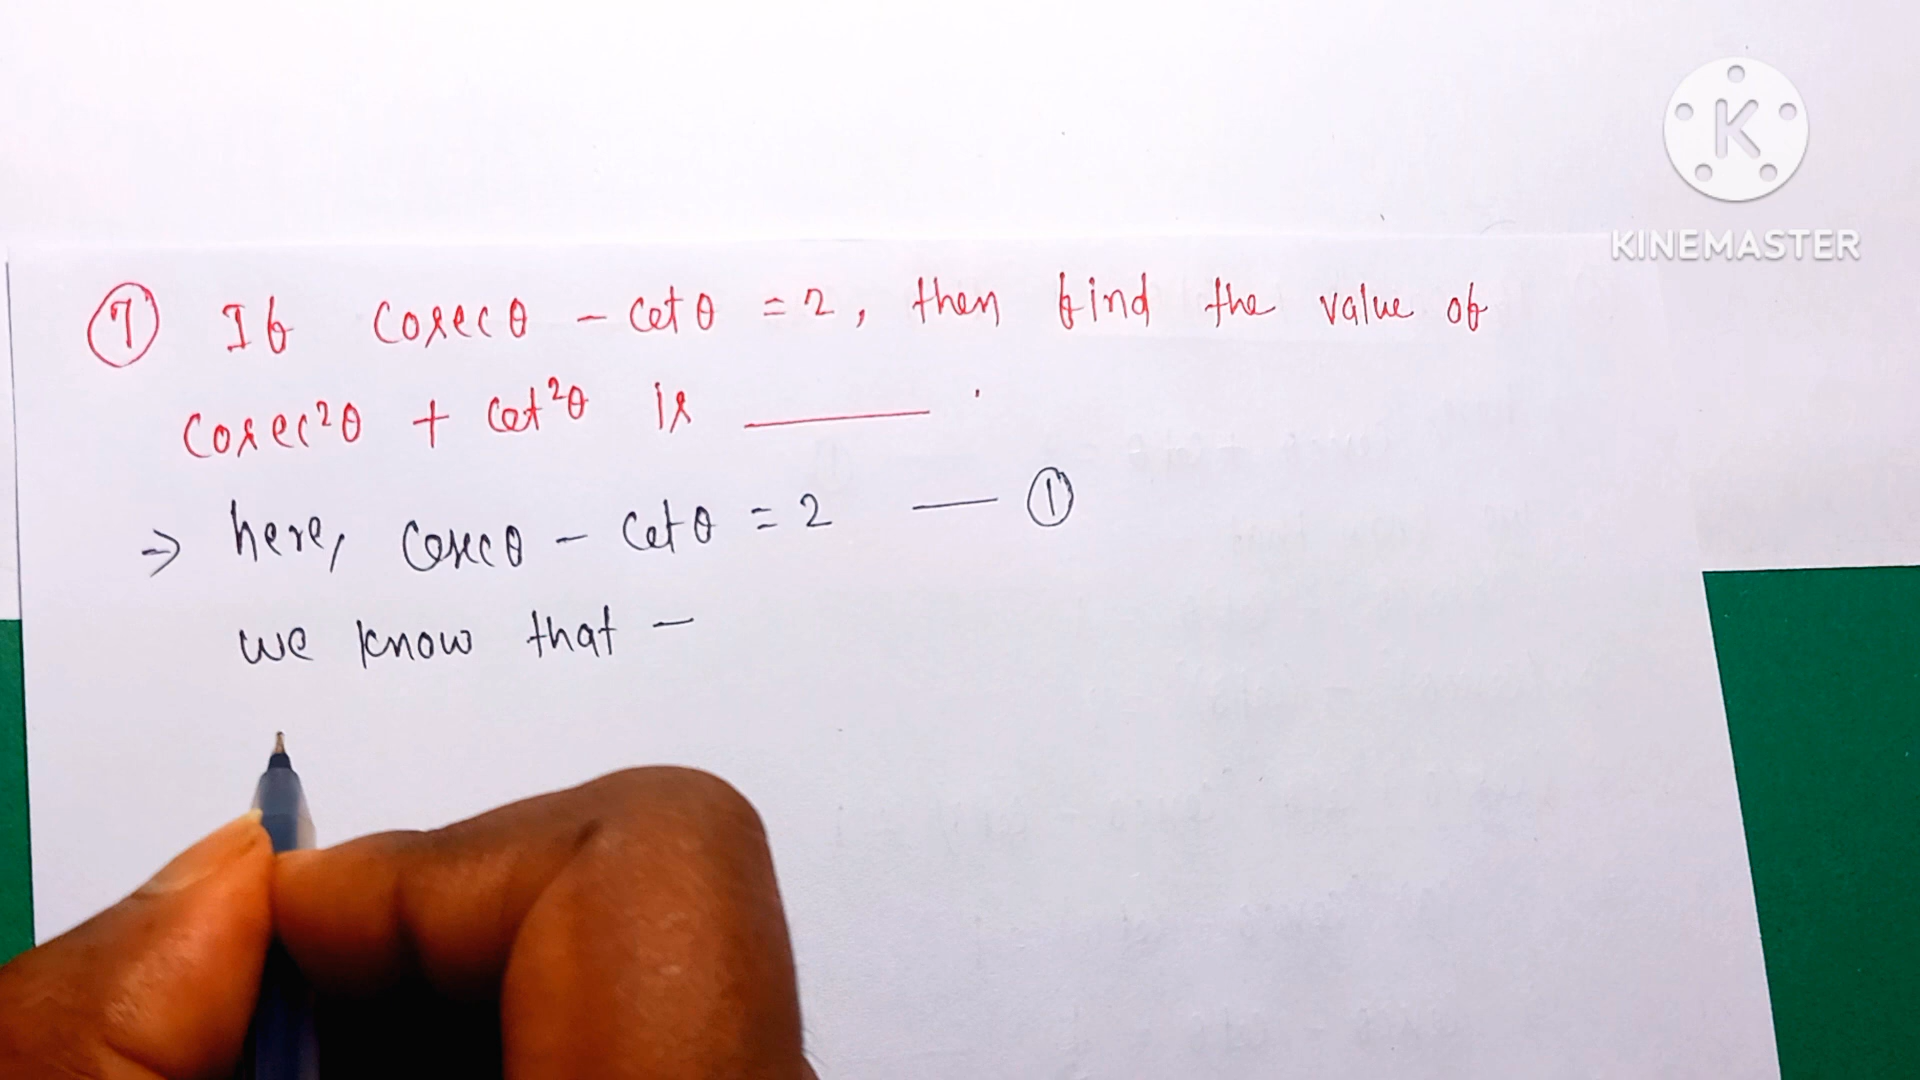 K
KINEMASTER
⑦ If cosecθ - cotθ = 2, then find the value of
cosec²θ + cot²θ is ______ .
⇒ here, cosecθ - cotθ = 2 — ①
we know that —